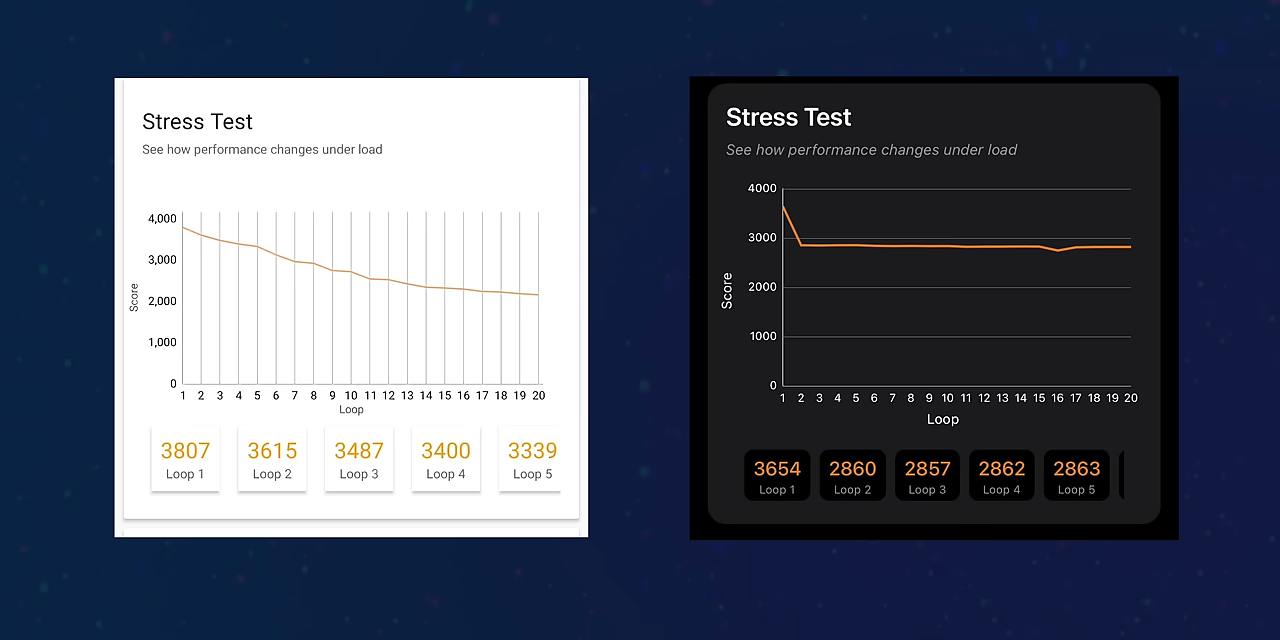 Stress Test
See how performance changes under load
4,000
3,000
2,000
1,000
0
Score
1 2 3 4 5 6 7 8 9 10 11 12 13 14 15 16 17 18 19 20
Loop
3807 3615 3487 3400 3339
Loop 1 Loop 2 Loop 3 Loop 4 Loop 5
Stress Test
See how performance changes under load
4000
3000
2000
1000
0
Score
1 2 3 4 5 6 7 8 9 10 11 12 13 14 15 16 17 18 19 20
Loop
3654 2860 2857 2862 2863
Loop 1 Loop 2 Loop 3 Loop 4 Loop 5